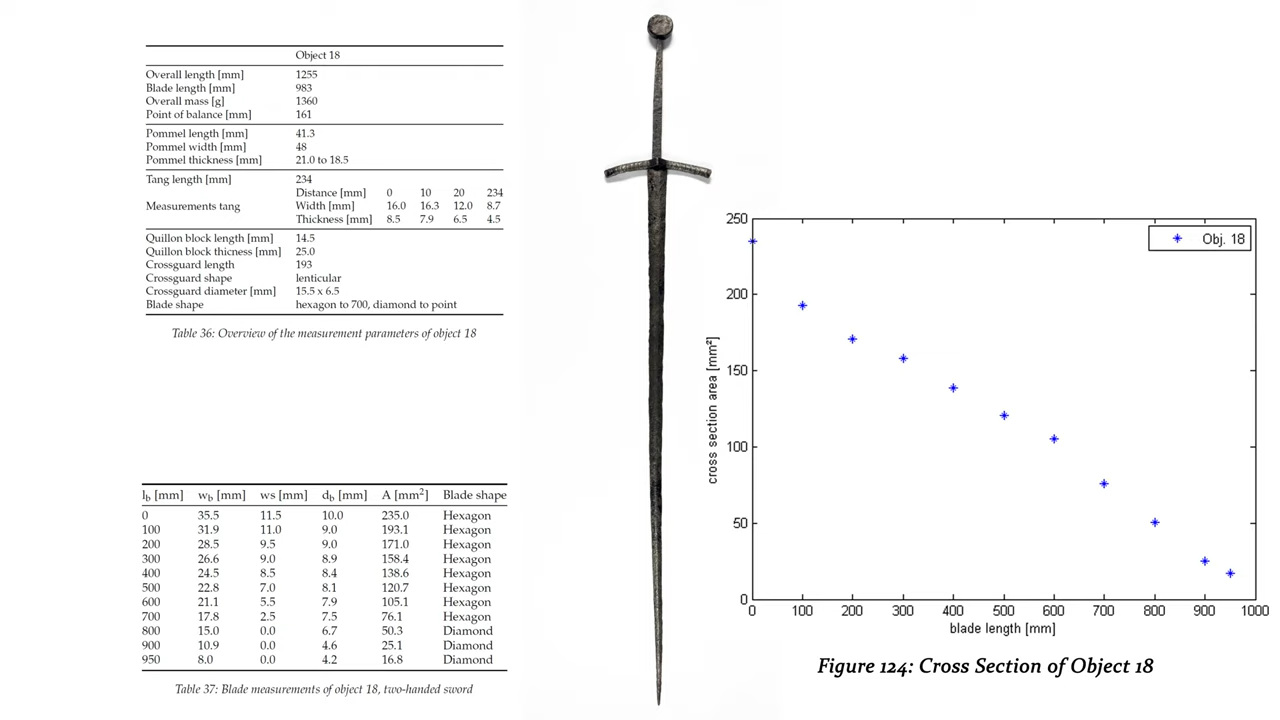 Object 18
Overall length [mm] 1255
Blade length [mm] 983
Overall mass [g] 1360
Point of balance [mm] 161
Pommel length [mm] 41.3
Pommel width [mm] 48
Pommel thickness [mm] 21.0 to 18.5
Tang length [mm] 234
Distance [mm] 0 10 20 234
Measurements tang Width [mm] 16.0 16.3 12.0 8.7
Thickness [mm] 8.5 7.9 6.5 4.5
Quillon block length [mm] 14.5
Quillon block thicness [mm] 25.0
Crossguard length 193
Crossguard shape lenticular
Crossguard diameter [mm] 15.5 x 6.5
Blade shape hexagon to 700, diamond to point
Table 36: Overview of the measurement parameters of object 18
l_b [mm] w_b [mm] ws [mm] d_b [mm] A [mm²] Blade shape
0 35.5 11.5 10.0 235.0 Hexagon
100 31.9 11.0 9.0 193.1 Hexagon
200 28.5 9.5 9.0 171.0 Hexagon
300 26.6 9.0 8.9 158.4 Hexagon
400 24.5 8.5 8.4 138.6 Hexagon
500 22.8 7.0 8.1 120.7 Hexagon
600 21.1 5.5 7.9 105.1 Hexagon
700 17.8 2.5 7.5 76.1 Hexagon
800 15.0 0.0 6.7 50.3 Diamond
900 10.9 0.0 4.6 25.1 Diamond
950 8.0 0.0 4.2 16.8 Diamond
Table 37: Blade measurements of object 18, two-handed sword
Obj. 18
250
200
150
100
50
0
cross section area [mm²]
0 100 200 300 400 500 600 700 800 900 1000
blade length [mm]
Figure 124: Cross Section of Object 18